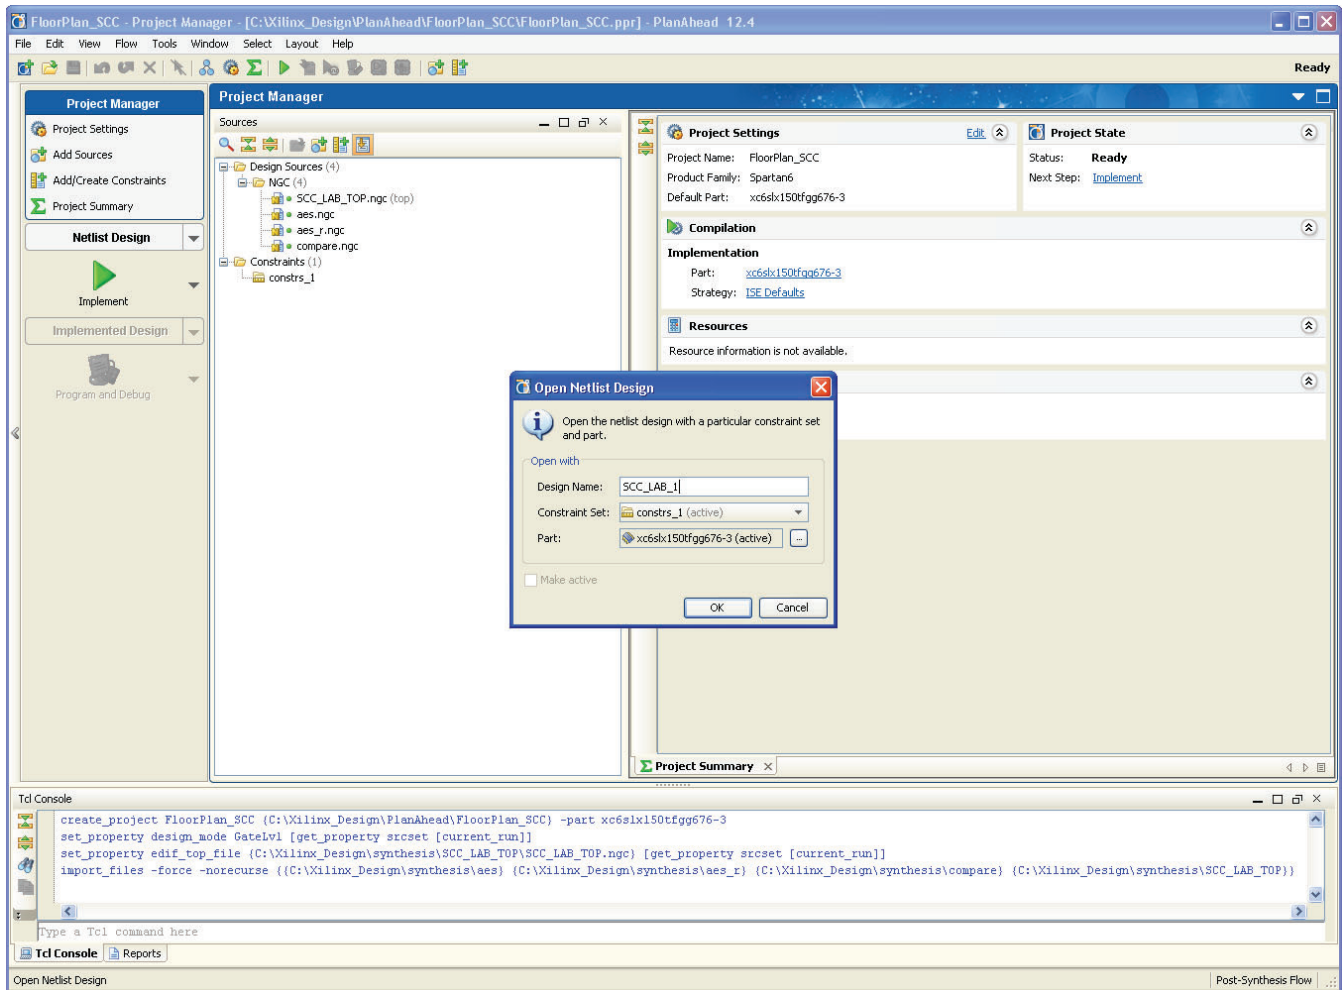 FloorPlan_SCC - Project Manager - [C:\Xilinx_Design\PlanAhead\FloorPlan_SCC\FloorPlan_SCC.ppr] - PlanAhead 12.4
File Edit View Flow Tools Window Select Layout Help
Ready
Project Manager
Project Settings
Add Sources
Add/Create Constraints
Project Summary
Netlist Design
Implement
Implemented Design
Program and Debug
Project Manager
Sources
Design Sources (4)
NGC (4)
SCC_LAB_TOP.ngc (top)
aes.ngc
aes_r.ngc
compare.ngc
Constraints (1)
constrs_1
Project Settings Edit
Project Name: FloorPlan_SCC
Product Family: Spartan6
Default Part: xc6slx150tfgg676-3
Project State
Status: Ready
Next Step: Implement
Compilation
Implementation
Part: xc6slx150tfgg676-3
Strategy: ISE Defaults
Resources
Resource information is not available.
Open Netlist Design
Open the netlist design with a particular constraint set
and part.
Open with
Design Name: SCC_LAB_1
Constraint Set: constrs_1 (active)
Part: xc6slx150tfgg676-3 (active) ...
Make active
OK Cancel
Project Summary
Tcl Console
create_project FloorPlan_SCC {C:\Xilinx_Design\PlanAhead\FloorPlan_SCC} -part xc6slx150tfgg676-3
set_property design_mode GateLvl [get_property srcset [current_run]]
set_property edif_top_file {C:\Xilinx_Design\synthesis\SCC_LAB_TOP\SCC_LAB_TOP.ngc} [get_property srcset [current_run]]
import_files -force -norecurse {{C:\Xilinx_Design\synthesis\aes} {C:\Xilinx_Design\synthesis\aes_r} {C:\Xilinx_Design\synthesis\compare} {C:\Xilinx_Design\synthesis\SCC_LAB_TOP}}
Type a Tcl command here
Tcl Console Reports
Open Netlist Design
Post-Synthesis Flow